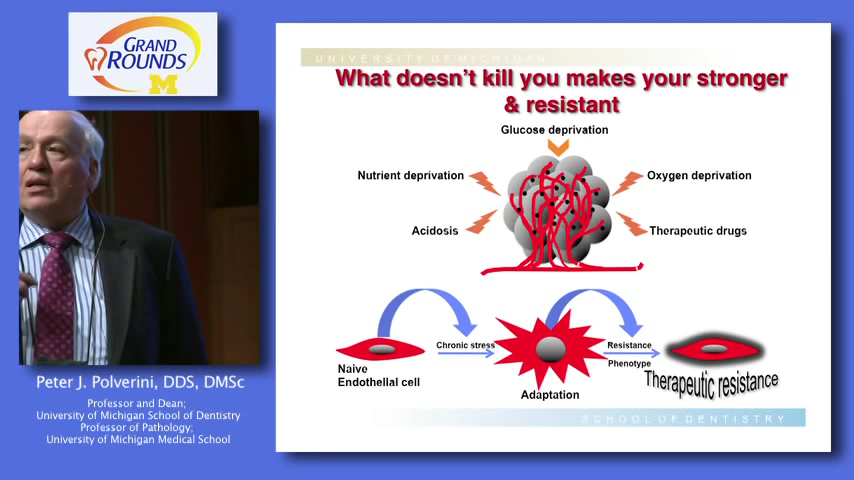 GRAND
ROUNDS
M
UNIVERSITY OF MICHIGAN
What doesn't kill you makes your stronger
& resistant
Glucose deprivation
Nutrient deprivation
Oxygen deprivation
Acidosis
Therapeutic drugs
Chronic stress
Resistance
Phenotype
Naive
Endothelial cell
Adaptation
Therapeutic resistance
SCHOOL OF DENTISTRY
Peter J. Polverini, DDS, DMSc
Professor and Dean;
University of Michigan School of Dentistry
Professor of Pathology;
University of Michigan Medical School